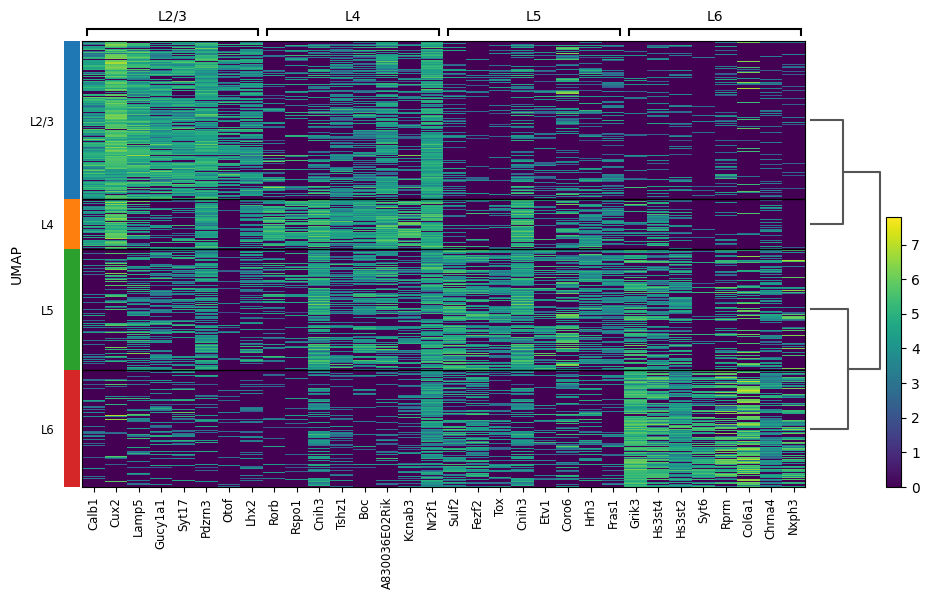 L2/3 L4 L5 L6
L2/3
L4
L5
L6
UMAP
7
6
5
4
3
2
1
0
Calb1 Cux2 Lamp5 Gucy1a1 Syt17 Pdzrn3 Otof Lhx2 Rorb Rspo1 Cnih3 Tshz1 Boc A830036E02Rik Kcnab3 Nr2f1 Sulf2 Fezf2 Tox Cnih3 Etv1 Coro6 Hrh3 Fras1 Grik3 Hs3st4 Hs3st2 Syt6 Rprm Col6a1 Chrna4 Nxph3